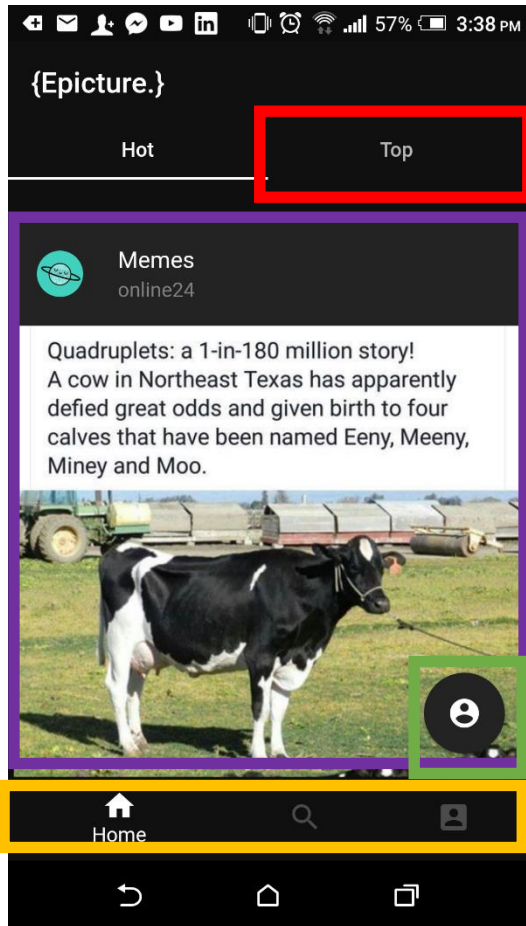 57% 3:38 PM
{Epicture.}
Hot Top
Memes
online24
Quadruplets: a 1-in-180 million story!
A cow in Northeast Texas has apparently
defied great odds and given birth to four
calves that have been named Eeny, Meeny,
Miney and Moo.
Home